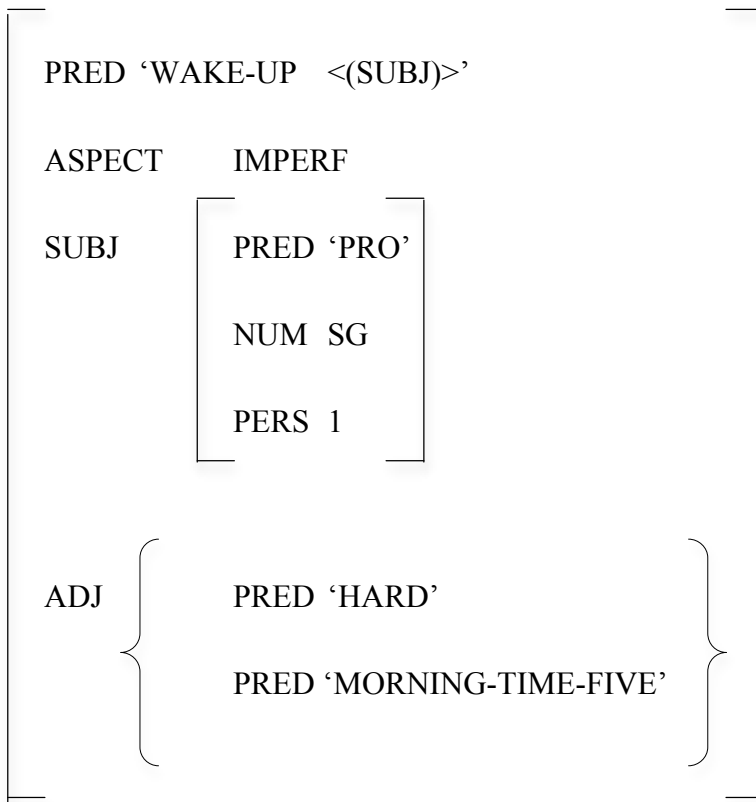 PRED ‘WAKE-UP <(SUBJ)>’
ASPECT IMPERF
SUBJ PRED ‘PRO’
NUM SG
PERS 1
ADJ PRED ‘HARD’
PRED ‘MORNING-TIME-FIVE’